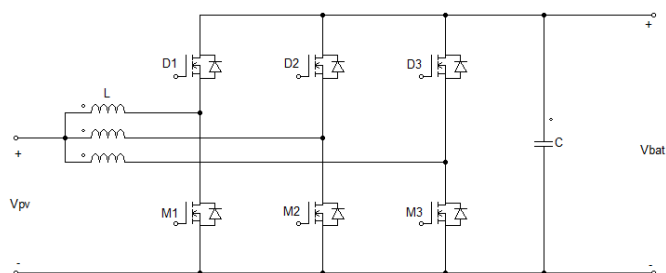 +
D1
D2
D3
L
+
C
Vbat
Vpv
M1
M2
M3
-
-